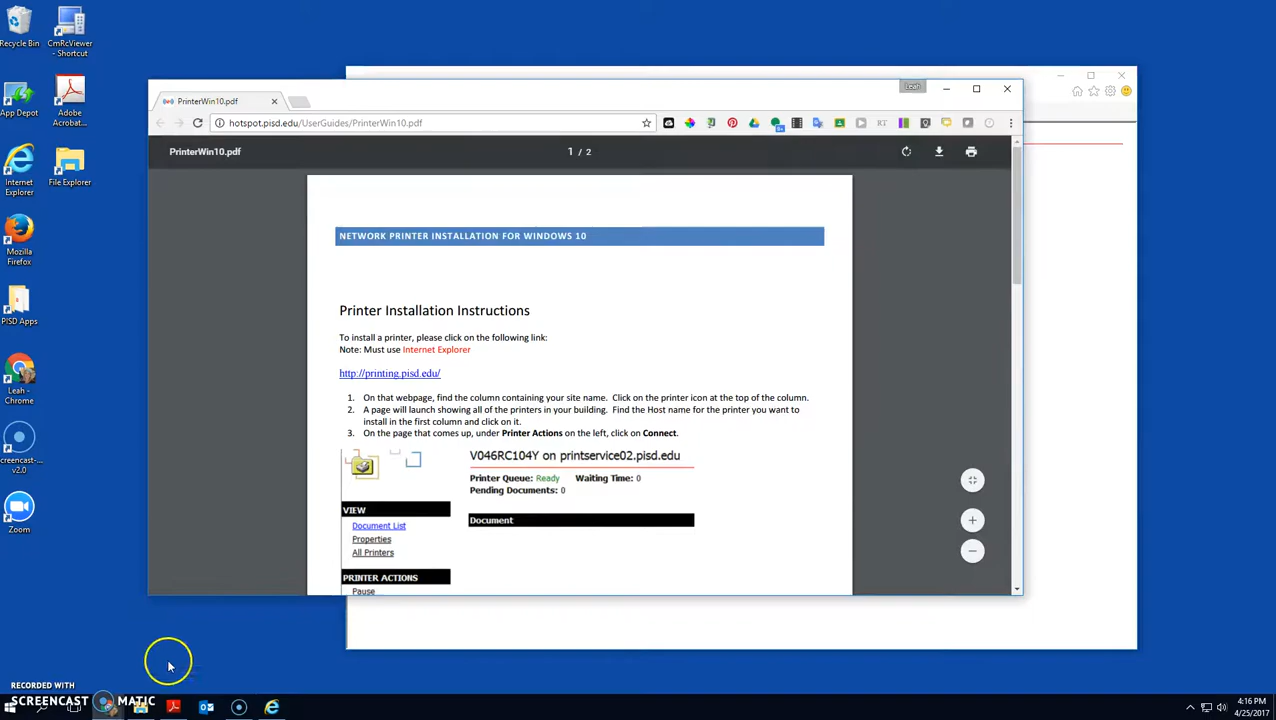 Recycle Bin
CmRcViewer
- Shortcut
App Depot
Adobe
Acrobat...
Internet
Explorer
File Explorer
Mozilla
Firefox
PISD Apps
Leah -
Chrome
Screencast-...
v2.0
Zoom
Leah
PrinterWin10.pdf
hotspot.pisd.edu/UserGuides/PrinterWin10.pdf
RT
PrinterWin10.pdf
1 / 2
NETWORK PRINTER INSTALLATION FOR WINDOWS 10
Printer Installation Instructions
To install a printer, please click on the following link:
Note: Must use Internet Explorer
http://printing.pisd.edu/
1. On that webpage, find the column containing your site name. Click on the printer icon at the top of the column.
2. A page will launch showing all of the printers in your building. Find the Host name for the printer you want to
install in the first column and click on it.
3. On the page that comes up, under Printer Actions on the left, click on Connect.
V046RC104Y on printservice02.pisd.edu
Printer Queue: Ready Waiting Time: 0
Pending Documents: 0
VIEW
Document
Document List
Properties
All Printers
PRINTER ACTIONS
Pause
RECORDED WITH
SCREENCAST MATIC
4:16 PM
4/25/2017